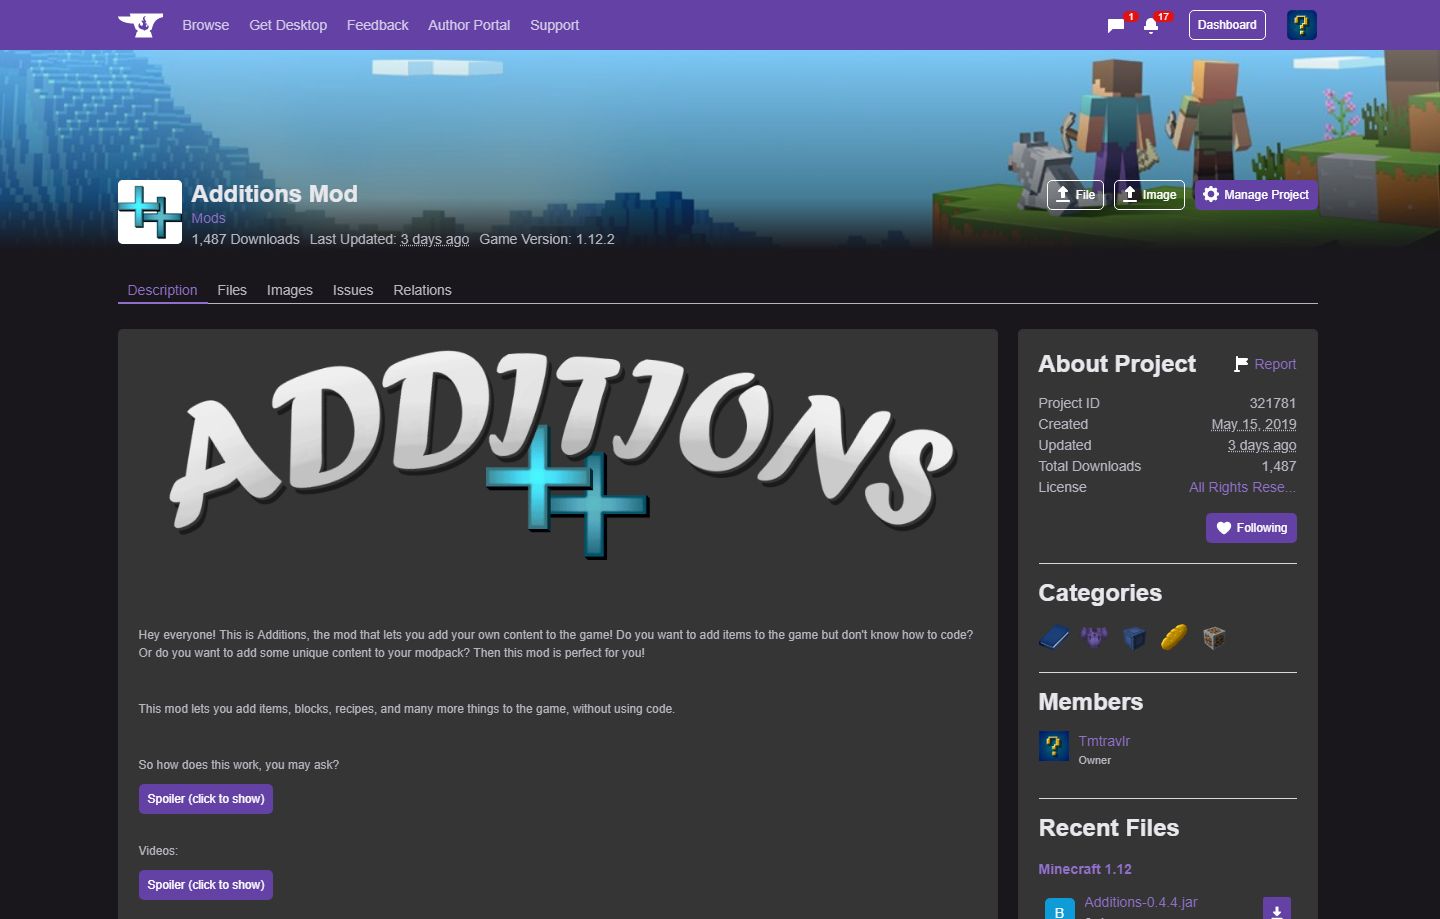 Browse Get Desktop Feedback Author Portal Support 1 17 Dashboard
Additions Mod
Mods
1,487 Downloads Last Updated: 3 days ago Game Version: 1.12.2
File Image Manage Project
Description Files Images Issues Relations
ADDITIONS
Hey everyone! This is Additions, the mod that lets you add your own content to the game! Do you want to add items to the game but don't know how to code?
Or do you want to add some unique content to your modpack? Then this mod is perfect for you!
This mod lets you add items, blocks, recipes, and many more things to the game, without using code.
So how does this work, you may ask?
Spoiler (click to show)
Videos:
Spoiler (click to show)
About Project Report
Project ID 321781
Created May 15, 2019
Updated 3 days ago
Total Downloads 1,487
License All Rights Rese...
Following
Categories
Members
Tmtravlr
Owner
Recent Files
Minecraft 1.12
B Additions-0.4.4.jar